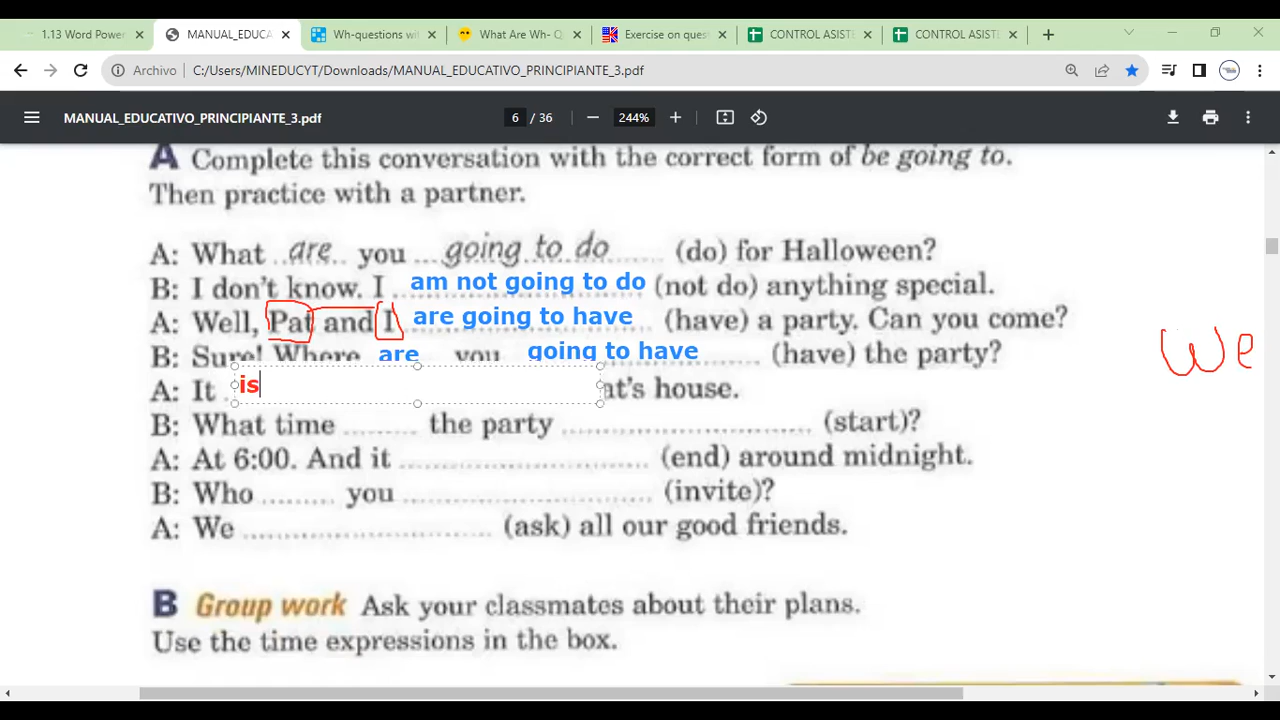 1.13 Word Power
MANUAL_EDUCA
Wh-questions wit
What Are Wh- Q
Exercise on quest
CONTROL ASIST
CONTROL ASIST
Archivo
C:/Users/MINEDUCYT/Downloads/MANUAL_EDUCATIVO_PRINCIPIANTE_3.pdf
MANUAL_EDUCATIVO_PRINCIPIANTE_3.pdf
6 / 36
244%
A Complete this conversation with the correct form of be going to.
Then practice with a partner.
A: What are you going to do (do) for Halloween?
B: I don't know. I am not going to do (not do) anything special.
A: Well, Pat and I are going to have (have) a party. Can you come?
B: Sure! Where are you going to have (have) the party?
A: It is at's house.
B: What time ........ the party ............................ (start)?
A: At 6:00. And it ............................ (end) around midnight.
B: Who ........ you ............................ (invite)?
A: We ............................ (ask) all our good friends.
We
B Group work Ask your classmates about their plans.
Use the time expressions in the box.